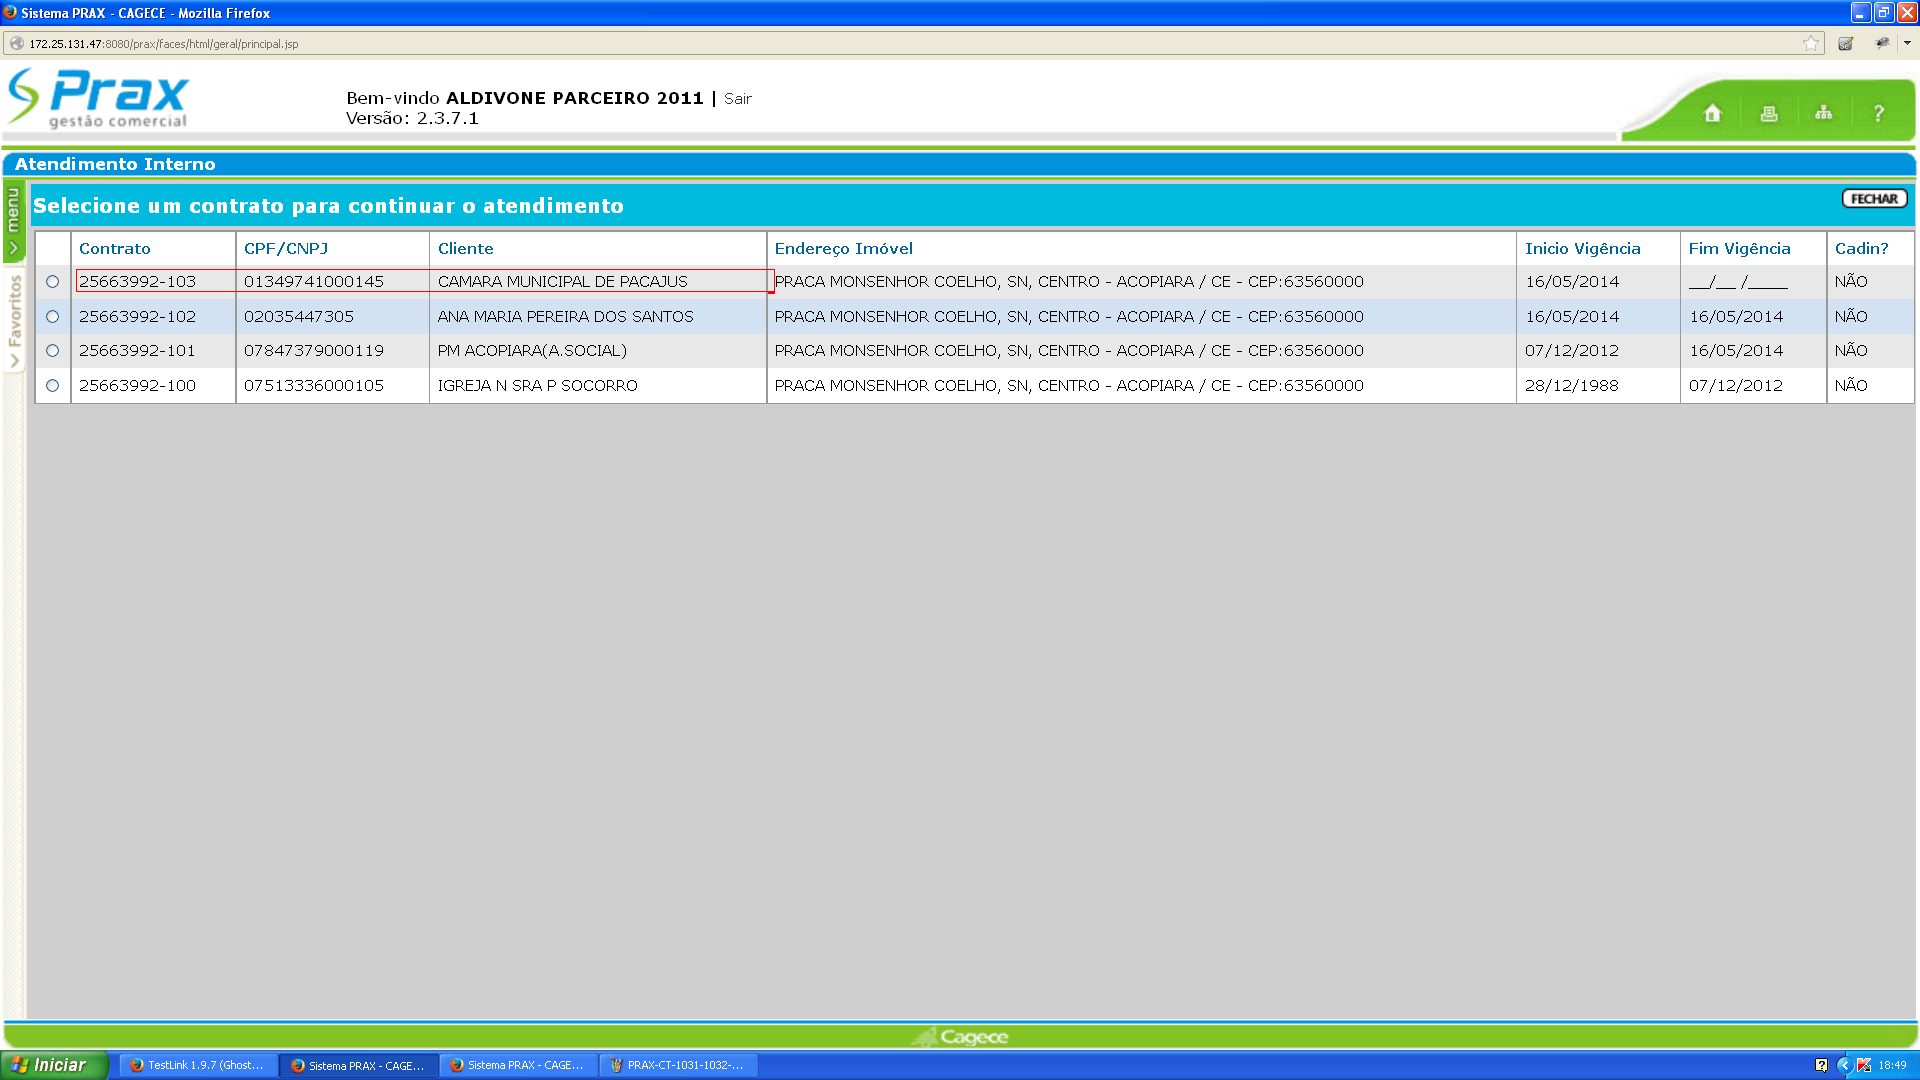 Sistema PRAX - CAGECE - Mozilla Firefox
172.25.131.47:8080/prax/faces/html/geral/principal.jsp
Prax
gestão comercial
Bem-vindo ALDIVONE PARCEIRO 2011 | Sair
Versão: 2.3.7.1
?
Atendimento Interno
menu
Favoritos
Selecione um contrato para continuar o atendimento
FECHAR
Contrato CPF/CNPJ Cliente Endereço Imóvel Inicio Vigência Fim Vigência Cadin?
25663992-103 01349741000145 CAMARA MUNICIPAL DE PACAJUS PRACA MONSENHOR COELHO, SN, CENTRO - ACOPIARA / CE - CEP:63560000 16/05/2014 __/__ /____ NÃO
25663992-102 02035447305 ANA MARIA PEREIRA DOS SANTOS PRACA MONSENHOR COELHO, SN, CENTRO - ACOPIARA / CE - CEP:63560000 16/05/2014 16/05/2014 NÃO
25663992-101 07847379000119 PM ACOPIARA(A.SOCIAL) PRACA MONSENHOR COELHO, SN, CENTRO - ACOPIARA / CE - CEP:63560000 07/12/2012 16/05/2014 NÃO
25663992-100 07513336000105 IGREJA N SRA P SOCORRO PRACA MONSENHOR COELHO, SN, CENTRO - ACOPIARA / CE - CEP:63560000 28/12/1988 07/12/2012 NÃO
Cagece
Iniciar TestLink 1.9.7 (Ghost... Sistema PRAX - CAGE... Sistema PRAX - CAGE... PRAX-CT-1031-1032-... 18:49